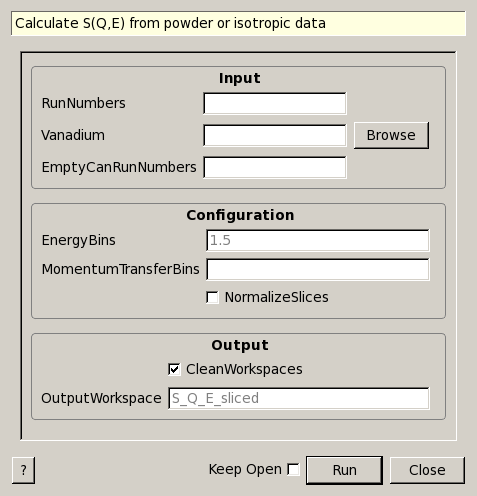 Calculate S(Q,E) from powder or isotropic data
Input
RunNumbers
Vanadium Browse
EmptyCanRunNumbers
Configuration
EnergyBins 1.5
MomentumTransferBins
NormalizeSlices
Output
CleanWorkspaces
OutputWorkspace S_Q_E_sliced
? Keep Open Run Close